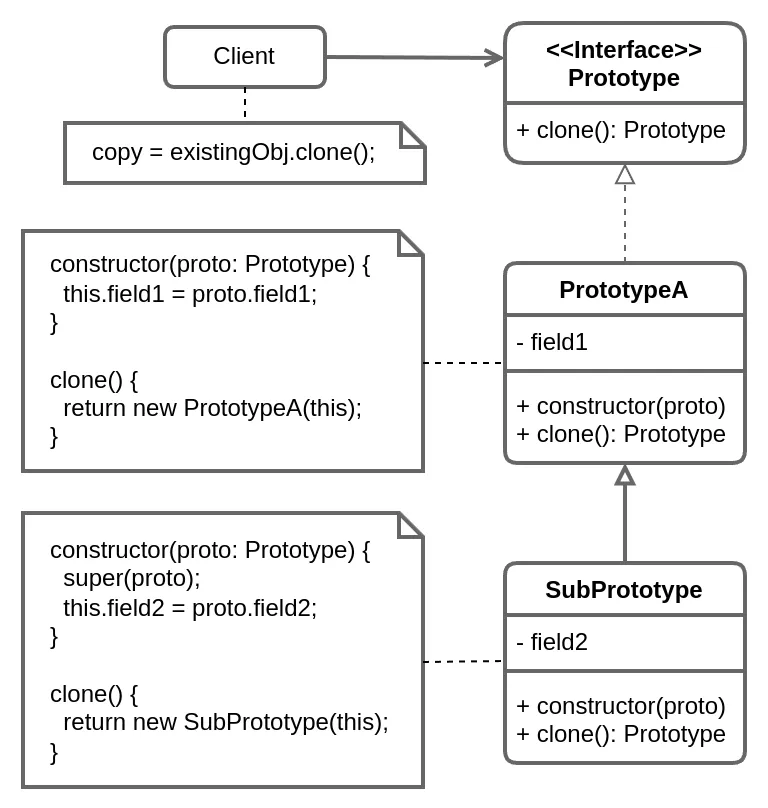 Client
<<Interface>>
Prototype
+ clone(): Prototype
copy = existingObj.clone();
constructor(proto: Prototype) {
  this.field1 = proto.field1;
}
clone() {
  return new PrototypeA(this);
}
PrototypeA
- field1
+ constructor(proto)
+ clone(): Prototype
constructor(proto: Prototype) {
  super(proto);
  this.field2 = proto.field2;
}
clone() {
  return new SubPrototype(this);
}
SubPrototype
- field2
+ constructor(proto)
+ clone(): Prototype